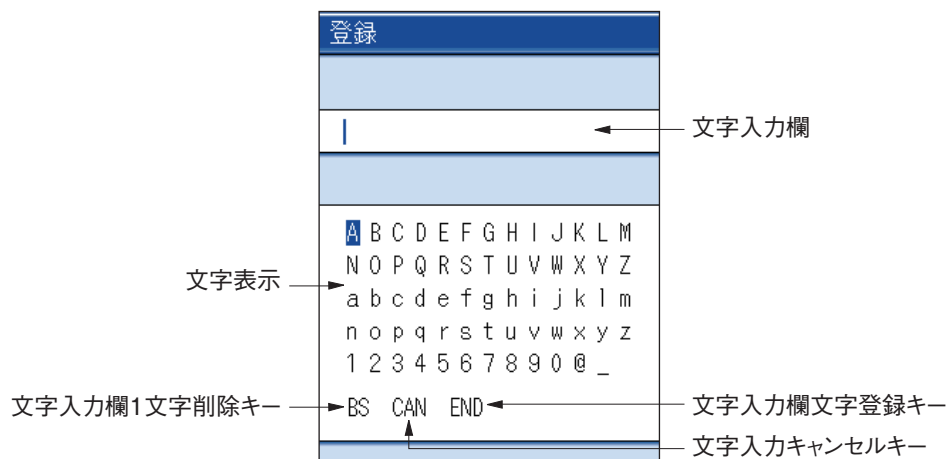 登録
文字入力欄
A B C D E F G H I J K L M
N O P Q R S T U V W X Y Z
文字表示
a b c d e f g h i j k l m
n o p q r s t u v w x y z
1 2 3 4 5 6 7 8 9 0 @ _
文字入力欄1文字削除キー
BS CAN END
文字入力欄文字登録キー
文字入力キャンセルキー